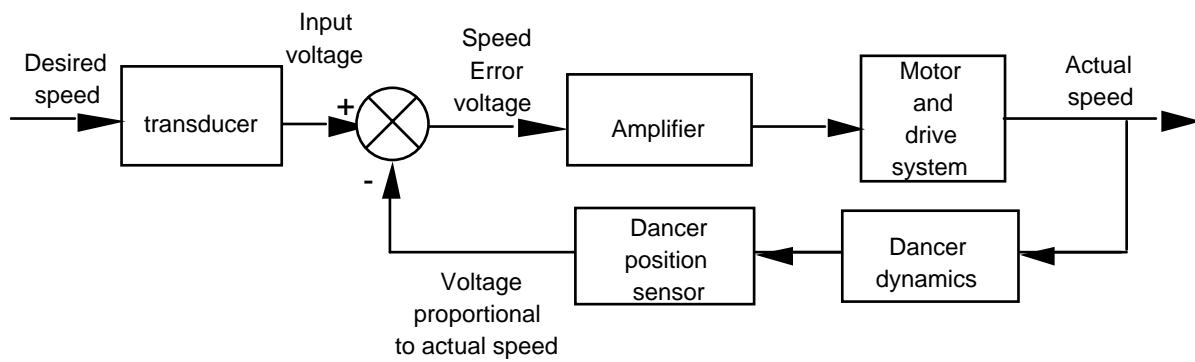 Desired
speed
transducer
Input
voltage
+
-
Speed
Error
voltage
Amplifier
Motor
and
drive
system
Actual
speed
Dancer
position
sensor
Dancer
dynamics
Voltage
proportional
to actual speed